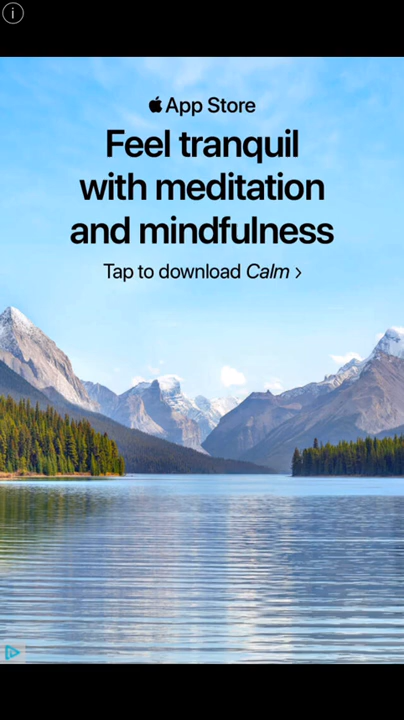 App Store
Feel tranquil
with meditation
and mindfulness
Tap to download Calm >